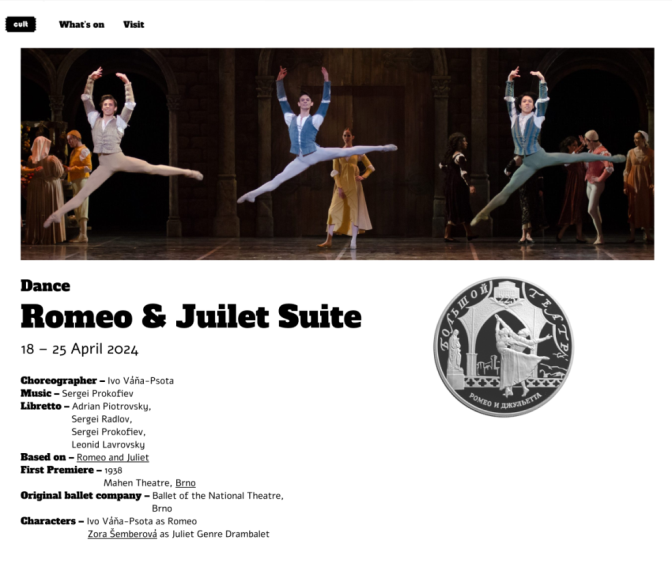 cult
What's on
Visit
Dance
Romeo & Juilet Suite
18 – 25 April 2024
БОЛЬШОЙ ТЕАТР
РОМЕО И ДЖУЛЬЕТТА
Choreographer – Ivo Váňa-Psota
Music – Sergei Prokofiev
Libretto – Adrian Piotrovsky,
Sergei Radlov,
Sergei Prokofiev,
Leonid Lavrovsky
Based on – Romeo and Juliet
First Premiere – 1938
Mahen Theatre, Brno
Original ballet company – Ballet of the National Theatre,
Brno
Characters – Ivo Váňa-Psota as Romeo
Zora Šemberová as Juliet Genre Drambalet